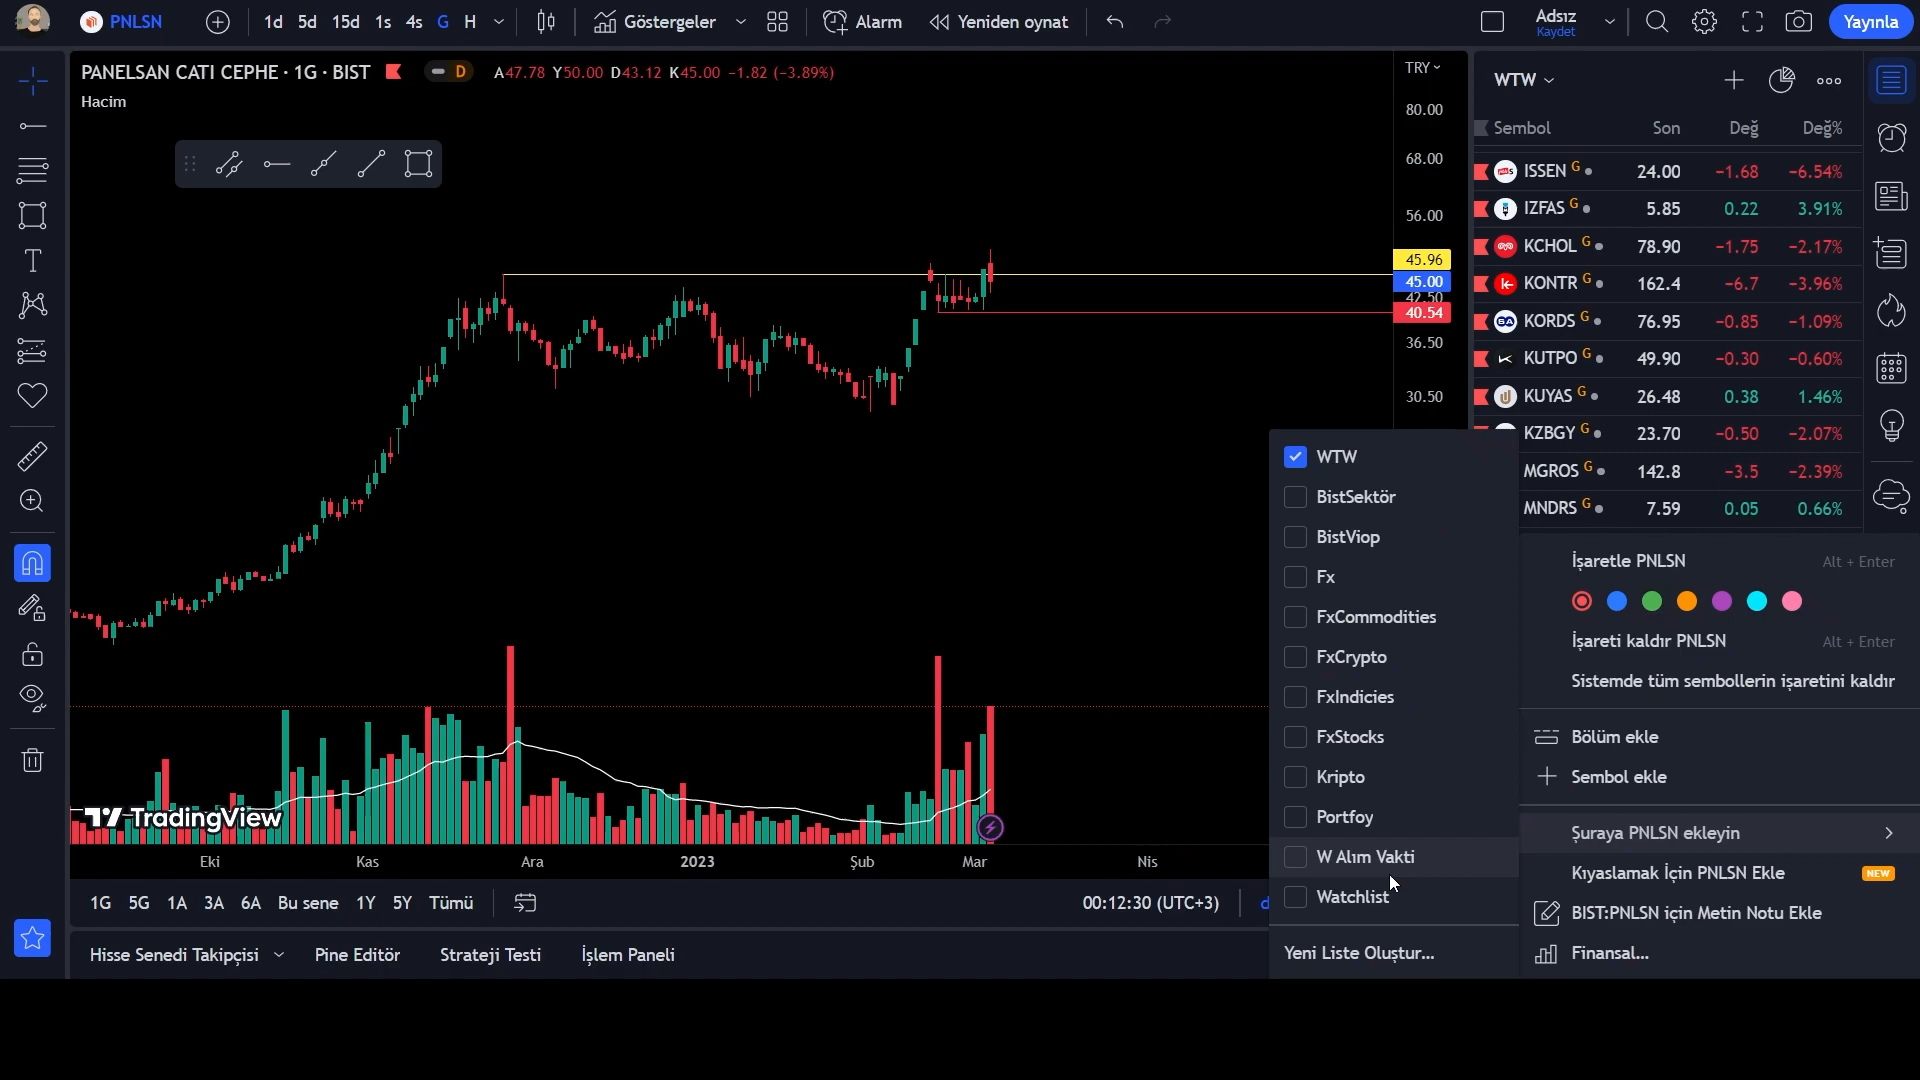 PNLSN 1d 5d 15d 1s 4s G H Göstergeler Alarm Yeniden oynat Adsız Kaydet Yayınla
PANELSAN CATI CEPHE · 1G · BIST D A47.78 Y50.00 D43.12 K45.00 −1.82 (−3.89%)
Hacim
TRY
80.00
68.00
56.00
45.96
45.00
42.50
40.54
36.50
30.50
WTW
Sembol Son Değ Değ%
ISSEN G 24.00 −1.68 −6.54%
IZFAS G 5.85 0.22 3.91%
KCHOL G 78.90 −1.75 −2.17%
KONTR G 162.4 −6.7 −3.96%
KORDS G 76.95 −0.85 −1.09%
KUTPO G 49.90 −0.30 −0.60%
KUYAS G 26.48 0.38 1.46%
KZBGY G 23.70 −0.50 −2.07%
MGROS G 142.8 −3.5 −2.39%
MNDRS G 7.59 0.05 0.66%
WTW
BistSektör
BistViop
Fx
FxCommodities
FxCrypto
FxIndicies
FxStocks
Kripto
Portfoy
W Alım Vakti
Watchlist
Yeni Liste Oluştur...
İşaretle PNLSN Alt + Enter
İşareti kaldır PNLSN Alt + Enter
Sistemde tüm sembollerin işaretini kaldır
Bölüm ekle
Sembol ekle
Şuraya PNLSN ekleyin
Kıyaslamak İçin PNLSN Ekle NEW
BIST:PNLSN için Metin Notu Ekle
Finansal...
TradingView
Eki Kas Ara 2023 Şub Mar Nis
1G 5G 1A 3A 6A Bu sene 1Y 5Y Tümü 00:12:30 (UTC+3)
Hisse Senedi Takipçisi Pine Editör Strateji Testi İşlem Paneli